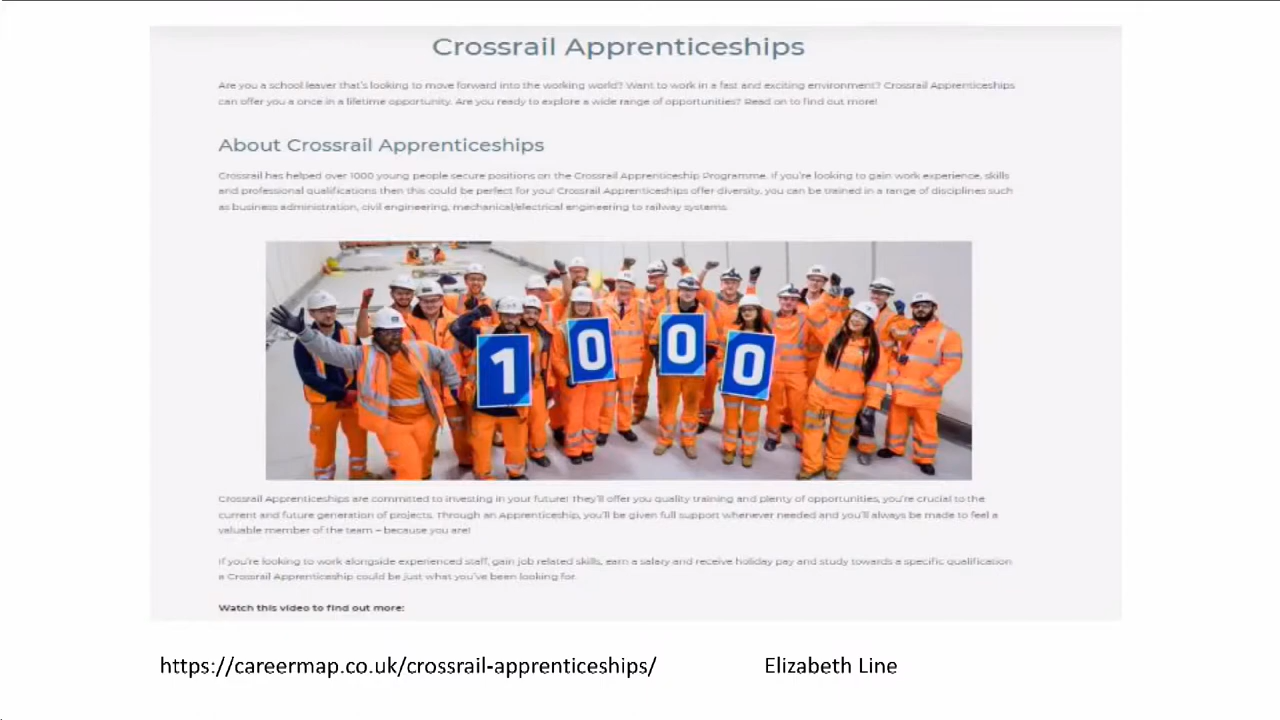 Crossrail Apprenticeships
Are you a school leaver that's looking to move forward into the working world? Want to work in a fast and exciting environment? Crossrail Apprenticeships
can offer you a once in a lifetime opportunity. Are you ready to explore a wide range of opportunities? Read on to find out more!
About Crossrail Apprenticeships
Crossrail has helped over 1000 young people secure positions on the Crossrail Apprenticeship Programme. If you're looking to gain work experience, skills
and professional qualifications then this could be perfect for you! Crossrail Apprenticeships offer diversity, you can be trained in a range of disciplines such
as business administration, civil engineering, mechanical/electrical engineering to railway systems.
1 0 0 0
Crossrail Apprenticeships are committed to investing in your future! They'll offer you quality training and plenty of opportunities, you're crucial to the
current and future generation of projects. Through an Apprenticeship, you'll be given full support whenever needed and you'll always be made to feel a
valuable member of the team – because you are!
If you're looking to work alongside experienced staff, gain job related skills, earn a salary and receive holiday pay and study towards a specific qualification
a Crossrail Apprenticeship could be just what you've been looking for.
Watch this video to find out more:
https://careermap.co.uk/crossrail-apprenticeships/ Elizabeth Line